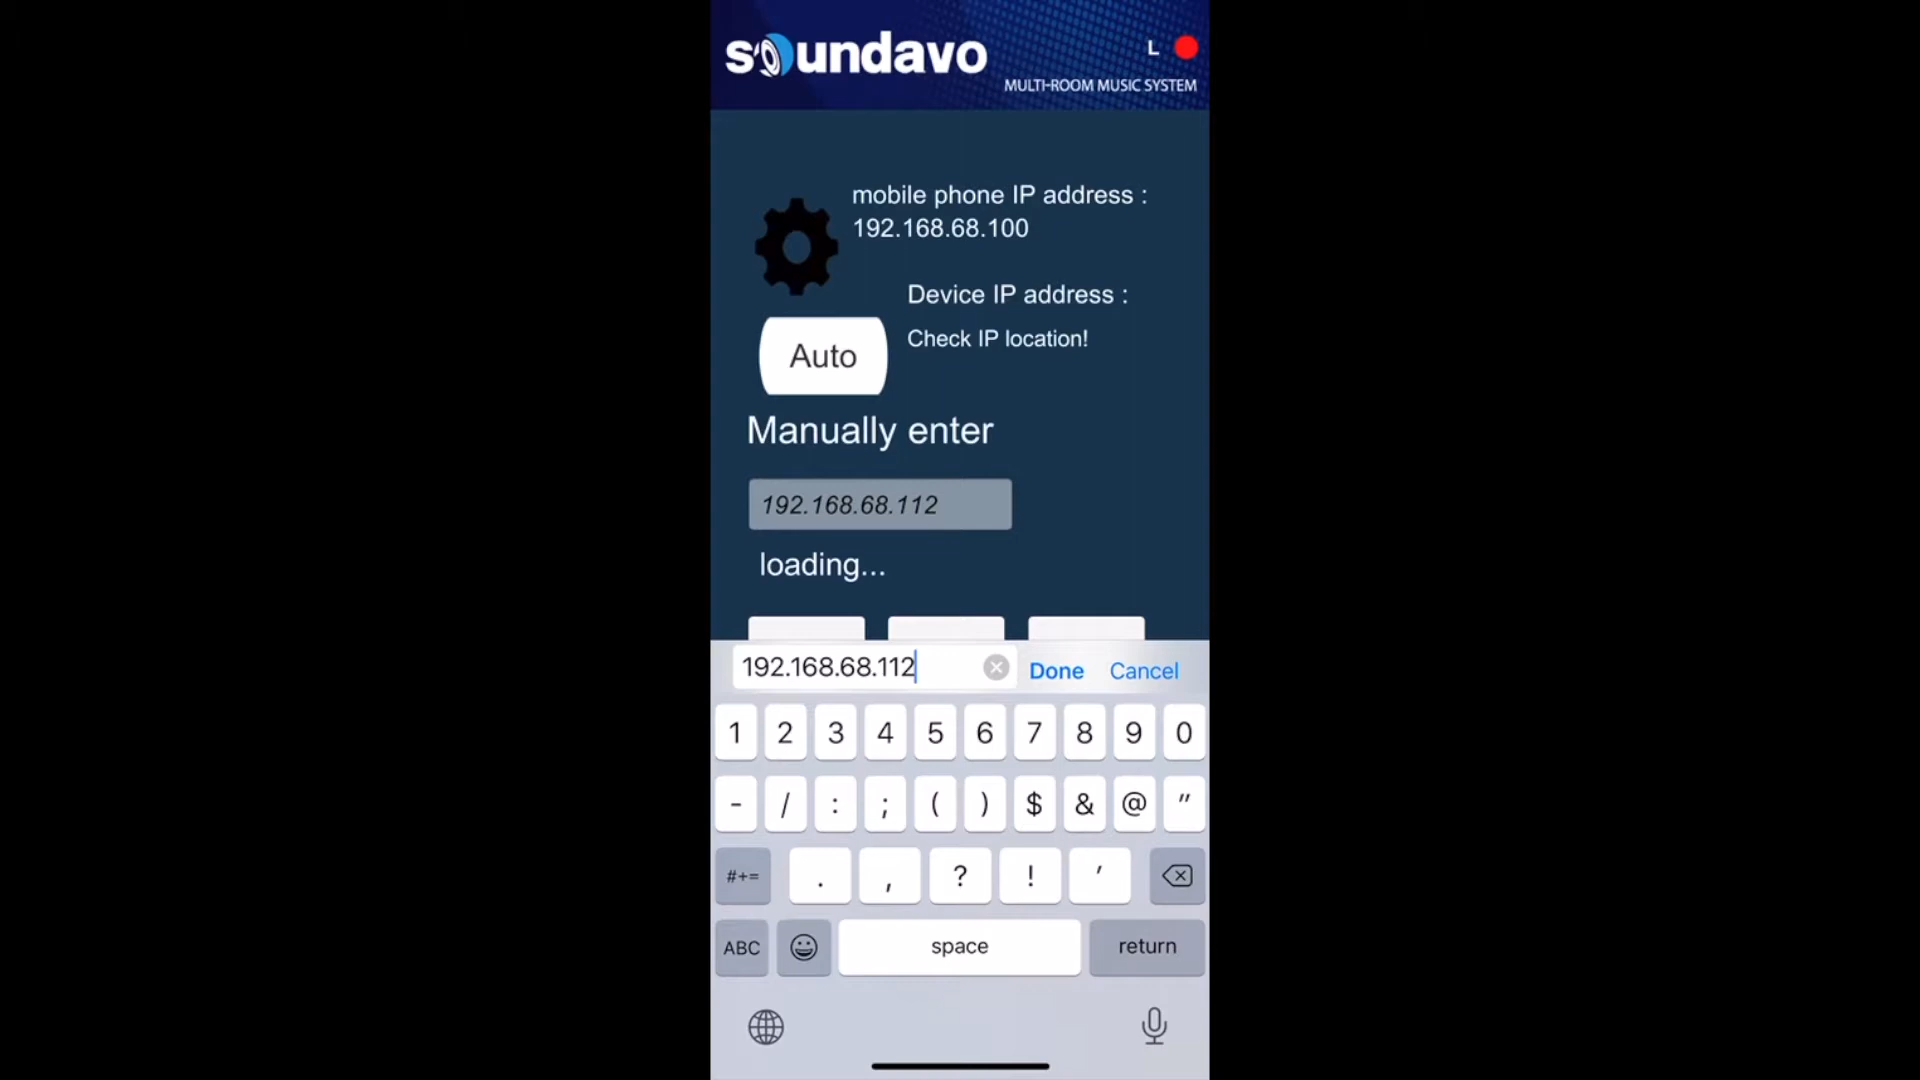 soundavo
L
MULTI-ROOM MUSIC SYSTEM
mobile phone IP address :
192.168.68.100
Device IP address :
Auto
Check IP location!
Manually enter
192.168.68.112
loading...
192.168.68.112 Done Cancel
1 2 3 4 5 6 7 8 9 0
- / : ; ( ) $ & @ "
#+= . , ? ! '
ABC space return